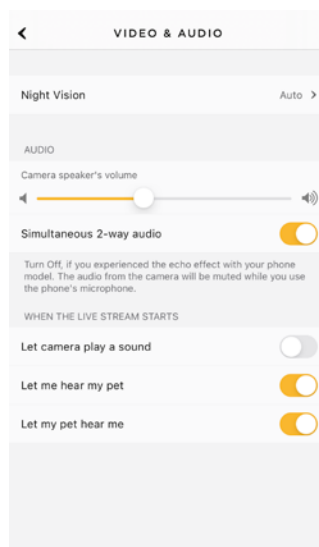 VIDEO & AUDIO
Night Vision
Auto
AUDIO
Camera speaker's volume
Simultaneous 2-way audio
Turn Off, if you experienced the echo effect with your phone
model. The audio from the camera will be muted while you use
the phone's microphone.
WHEN THE LIVE STREAM STARTS
Let camera play a sound
Let me hear my pet
Let my pet hear me